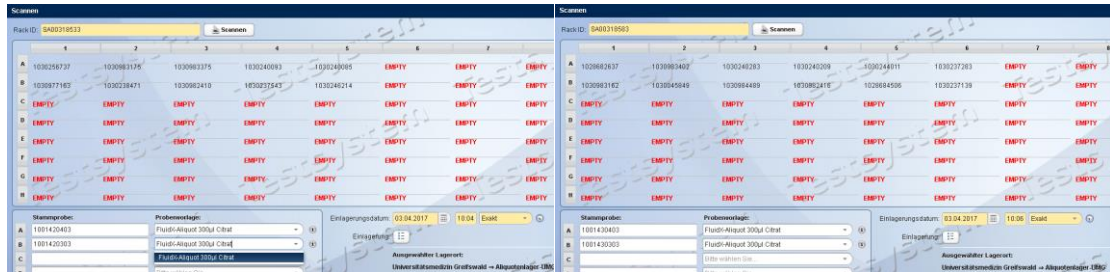 Scannen
Rack ID: SA00318533 Scannen
1 2 3 4 5 6 7
A 1030256737 1030983175 1030983375 1030240093 1030240085 EMPTY EMPTY EMPTY
B 1030977163 1030238471 1030982410 1030237543 1030246214 EMPTY EMPTY EMPTY
C EMPTY EMPTY EMPTY EMPTY EMPTY EMPTY EMPTY EMPTY
D EMPTY EMPTY EMPTY EMPTY EMPTY EMPTY EMPTY EMPTY
E EMPTY EMPTY EMPTY EMPTY EMPTY EMPTY EMPTY EMPTY
F EMPTY EMPTY EMPTY EMPTY EMPTY EMPTY EMPTY EMPTY
G EMPTY EMPTY EMPTY EMPTY EMPTY EMPTY EMPTY EMPTY
H EMPTY EMPTY EMPTY EMPTY EMPTY EMPTY EMPTY EMPTY
Testsystem
Stammprobe: Probenvorlage: Einlagerungsdatum: 03.04.2017 10:04 Exakt
A 1001420403 FluidX-Aliquot 300µl Citrat
B 1001420303 FluidX-Aliquot 300µl Citrat Einlagerung:
C FluidX-Aliquot 300µl Citrat Ausgewählter Lagerort:
Universitätsmedizin Greifswald → Aliquotenlager-UMG
Scannen
Rack ID: SA00318583 Scannen
1 2 3 4 5 6 7 8
A 1028682637 1030983402 1030240283 1030240209 1030244811 1030237283 EMPTY EMPTY
B 1030983162 1030845849 1030984489 1030982416 1028684506 1030237139 EMPTY EMPTY
C EMPTY EMPTY EMPTY EMPTY EMPTY EMPTY EMPTY EMPTY
D EMPTY EMPTY EMPTY EMPTY EMPTY EMPTY EMPTY EMPTY
E EMPTY EMPTY EMPTY EMPTY EMPTY EMPTY EMPTY EMPTY
F EMPTY EMPTY EMPTY EMPTY EMPTY EMPTY EMPTY EMPTY
G EMPTY EMPTY EMPTY EMPTY EMPTY EMPTY EMPTY EMPTY
H EMPTY EMPTY EMPTY EMPTY EMPTY EMPTY EMPTY EMPTY
Testsystem
Stammprobe: Probenvorlage: Einlagerungsdatum: 03.04.2017 10:06 Exakt
A 1001430403 FluidX-Aliquot 300µl Citrat
B 1001430303 FluidX-Aliquot 300µl Citrat Einlagerung:
C Bitte wählen Sie... Ausgewählter Lagerort:
Universitätsmedizin Greifswald → Aliquotenlager-UMG